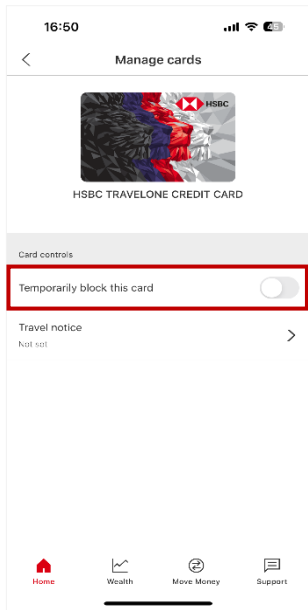 16:50
45
Manage cards
HSBC
HSBC TRAVELONE CREDIT CARD
Card controls
Temporarily block this card
Travel notice
Not set
Home
Wealth
Move Money
Support